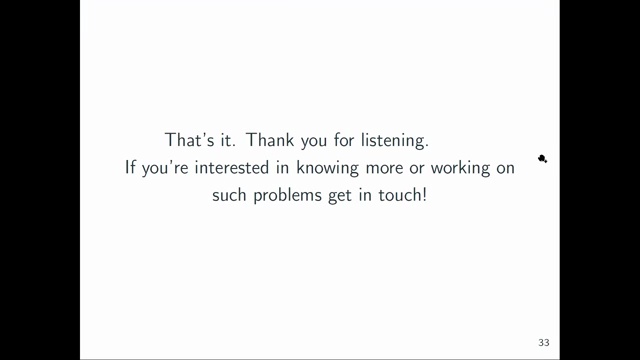 That's it. Thank you for listening.
If you're interested in knowing more or working on
such problems get in touch!
33